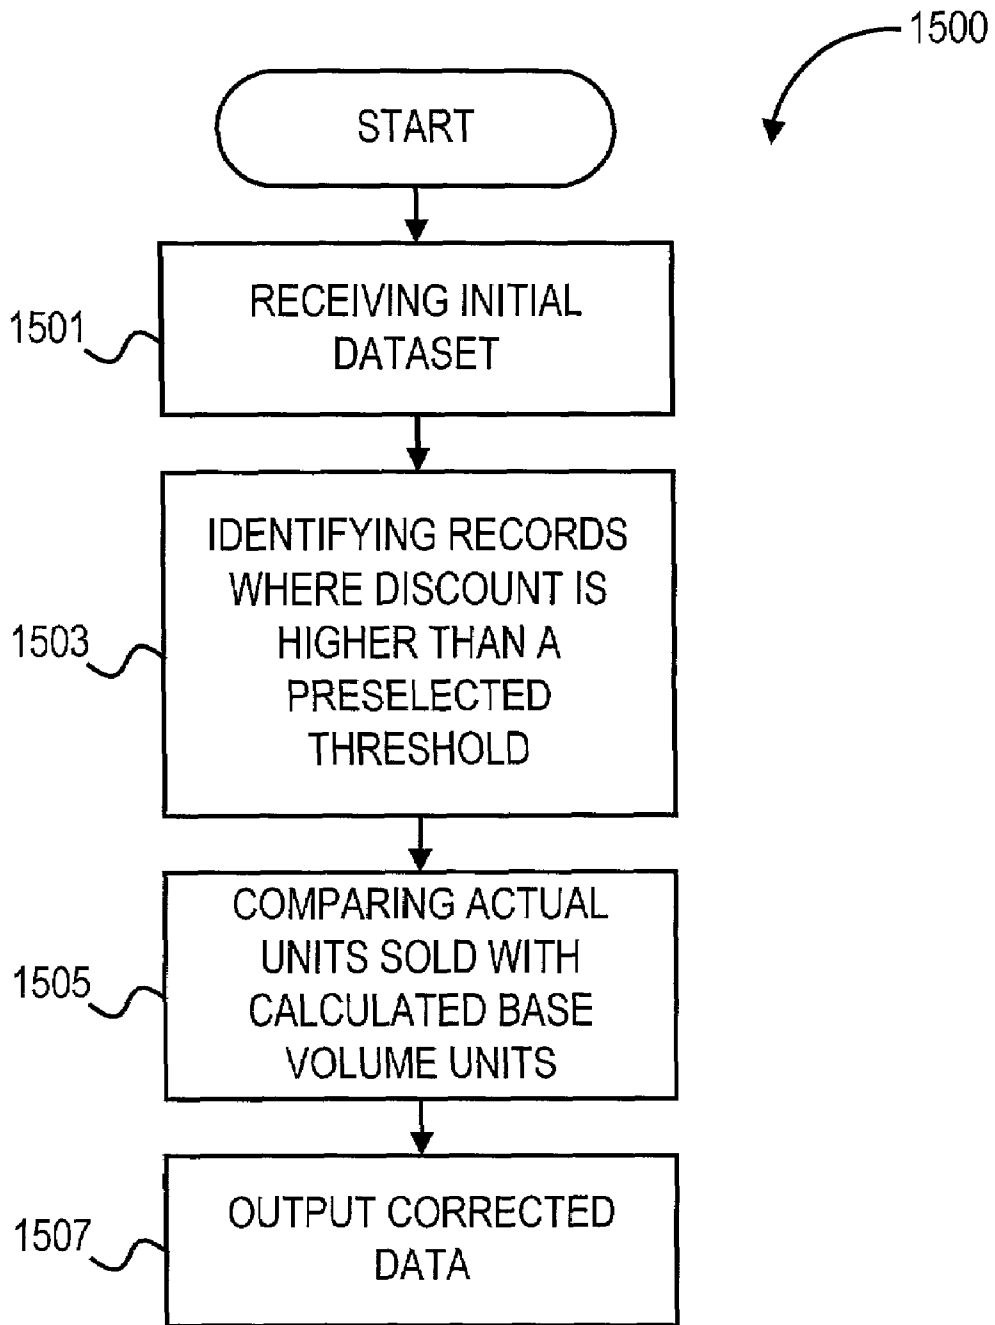 1500
START
1501
RECEIVING INITIAL
DATASET
1503
IDENTIFYING RECORDS
WHERE DISCOUNT IS
HIGHER THAN A
PRESELECTED
THRESHOLD
1505
COMPARING ACTUAL
UNITS SOLD WITH
CALCULATED BASE
VOLUME UNITS
1507
OUTPUT CORRECTED
DATA